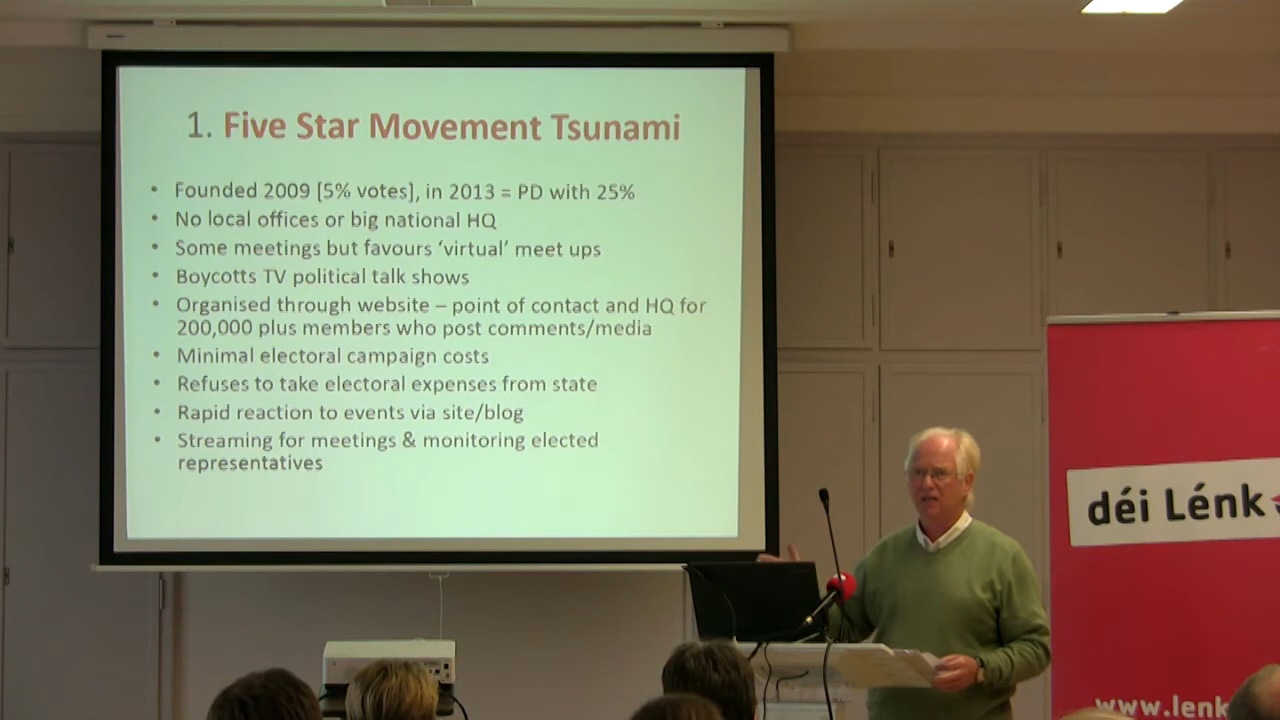 1. Five Star Movement Tsunami
• Founded 2009 [5% votes], in 2013 = PD with 25%
• No local offices or big national HQ
• Some meetings but favours ‘virtual’ meet ups
• Boycotts TV political talk shows
• Organised through website – point of contact and HQ for
200,000 plus members who post comments/media
• Minimal electoral campaign costs
• Refuses to take electoral expenses from state
• Rapid reaction to events via site/blog
• Streaming for meetings & monitoring elected
representatives
déi Lénk
www.lenk